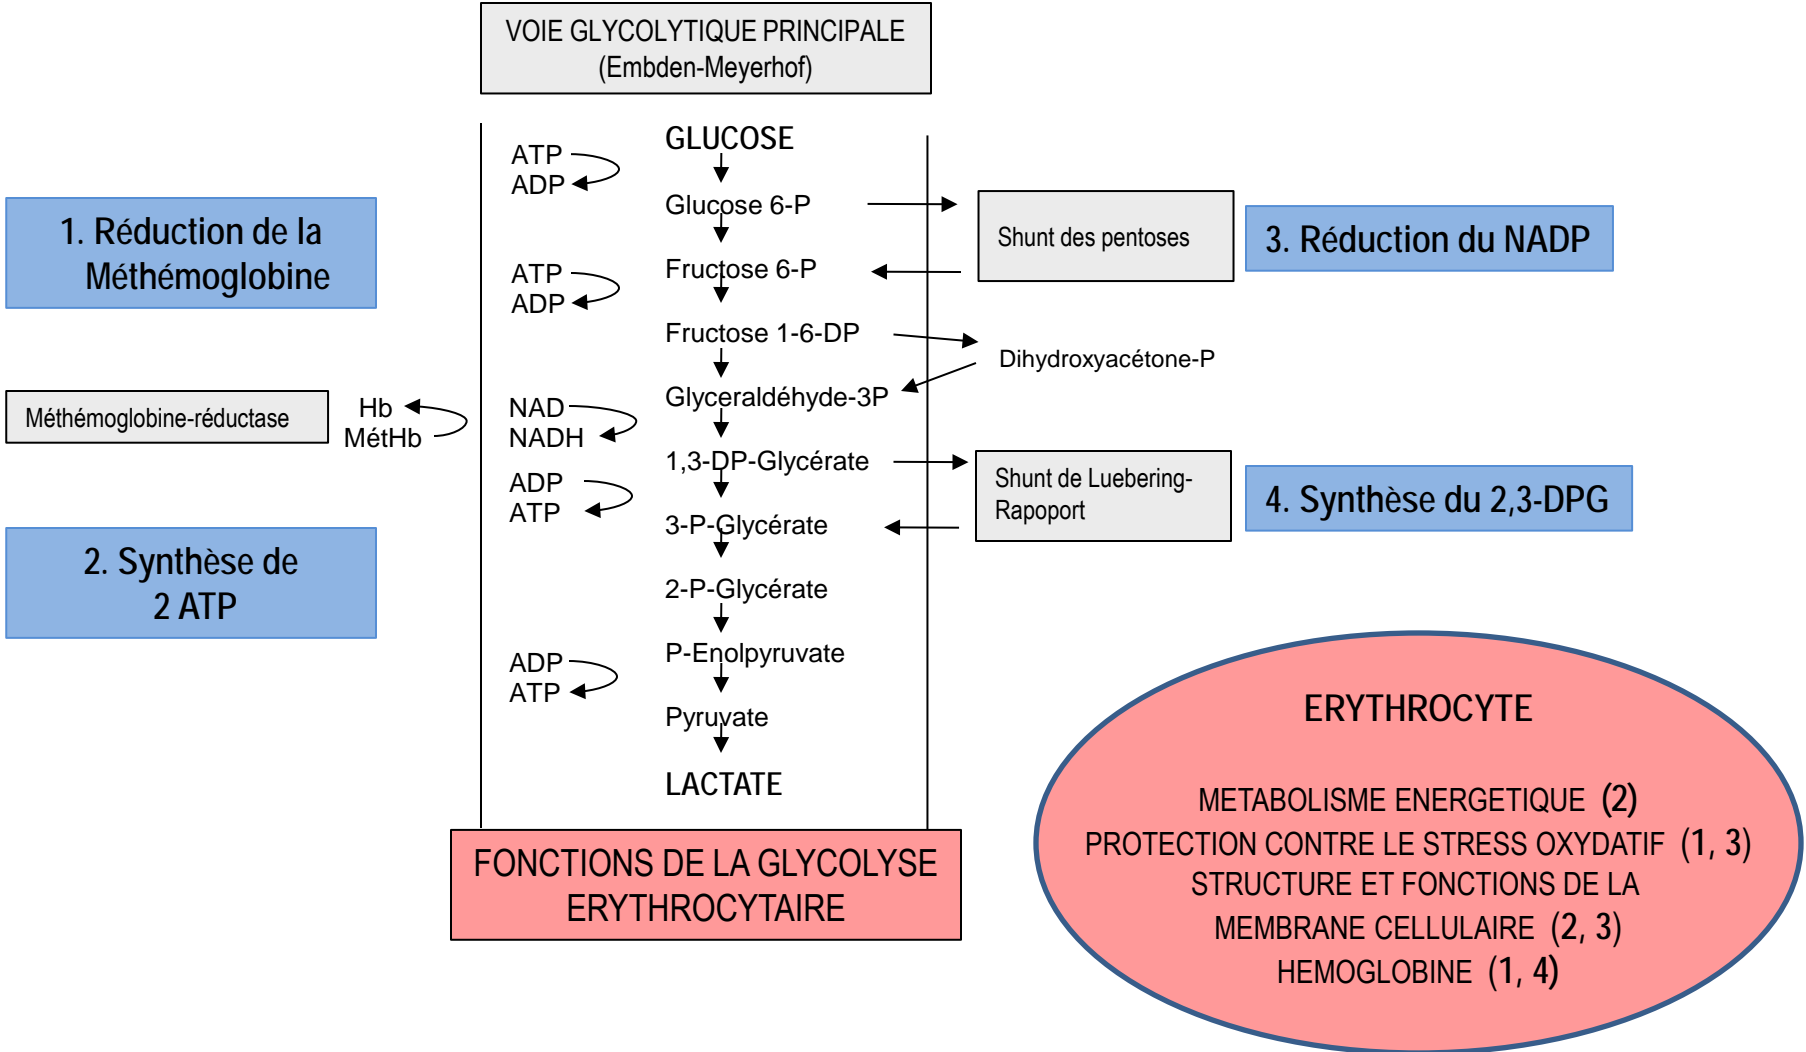 VOIE GLYCOLYTIQUE PRINCIPALE
(Embden-Meyerhof)
GLUCOSE
ATP
ADP
Glucose 6-P
1. Réduction de la
Méthémoglobine
Shunt des pentoses
3. Réduction du NADP
ATP
ADP
Fructose 6-P
Fructose 1-6-DP
Dihydroxyacétone-P
Glyceraldéhyde-3P
Méthémoglobine-réductase
Hb
MétHb
NAD
NADH
1,3-DP-Glycérate
ADP
ATP
Shunt de Luebering-
Rapoport
4. Synthèse du 2,3-DPG
3-P-Glycérate
2. Synthèse de
2 ATP
2-P-Glycérate
P-Enolpyruvate
ADP
ATP
Pyruvate
LACTATE
FONCTIONS DE LA GLYCOLYSE
ERYTHROCYTAIRE
ERYTHROCYTE
METABOLISME ENERGETIQUE (2)
PROTECTION CONTRE LE STRESS OXYDATIF (1, 3)
STRUCTURE ET FONCTIONS DE LA
MEMBRANE CELLULAIRE (2, 3)
HEMOGLOBINE (1, 4)